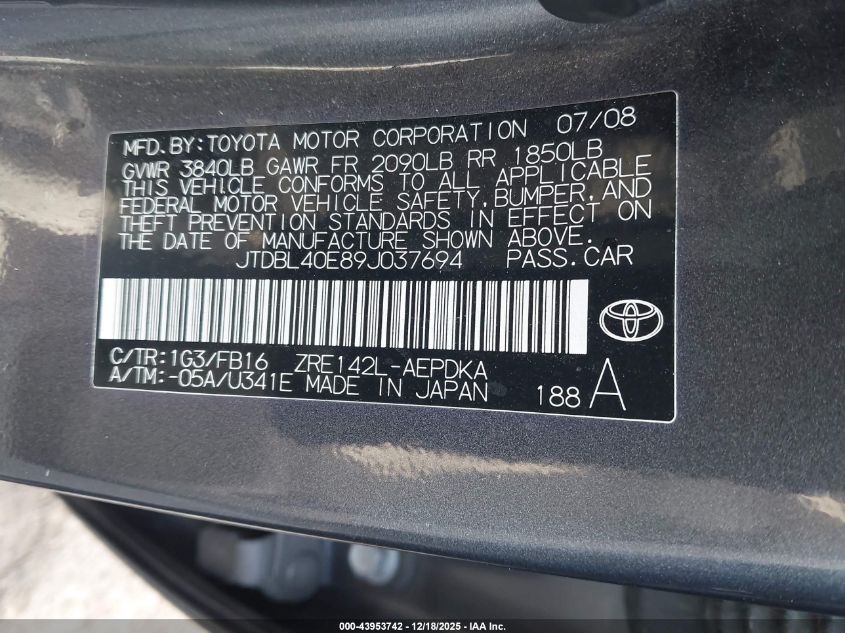 MFD. BY: TOYOTA MOTOR CORPORATION 07/08
GVWR 3840LB GAWR FR 2090LB RR 1850LB
THIS VEHICLE CONFORMS TO ALL APPLICABLE
FEDERAL MOTOR VEHICLE SAFETY, BUMPER, AND
THEFT PREVENTION STANDARDS IN EFFECT ON
THE DATE OF MANUFACTURE SHOWN ABOVE.
JTDBL40E89J037694 PASS. CAR
C/TR: 1G3/FB16 ZRE142L-AEPDKA
A/TM: -05A/U341E MADE IN JAPAN 188 A
000-43953742 - 12/18/2025 - IAA Inc.